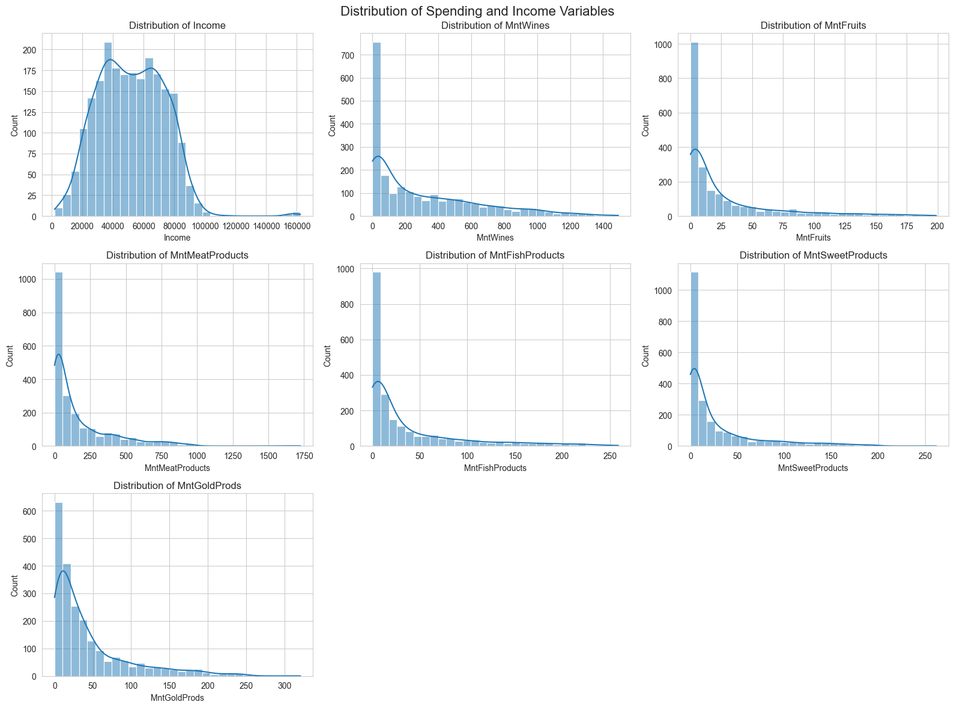 Distribution of Spending and Income Variables
Distribution of Income
Distribution of MntWines
Distribution of MntFruits
200
175
150
125
100
75
50
25
0
Count
0 20000 40000 60000 80000 100000 120000 140000 160000
Income
700
600
500
400
300
200
100
0
Count
0 200 400 600 800 1000 1200 1400
MntWines
1000
800
600
400
200
0
Count
0 25 50 75 100 125 150 175 200
MntFruits
Distribution of MntMeatProducts
Distribution of MntFishProducts
Distribution of MntSweetProducts
1000
800
600
400
200
0
Count
0 250 500 750 1000 1250 1500 1750
MntMeatProducts
1000
800
600
400
200
0
Count
0 50 100 150 200 250
MntFishProducts
1000
800
600
400
200
0
Count
0 50 100 150 200 250
MntSweetProducts
Distribution of MntGoldProds
600
500
400
300
200
100
0
Count
0 50 100 150 200 250 300
MntGoldProds